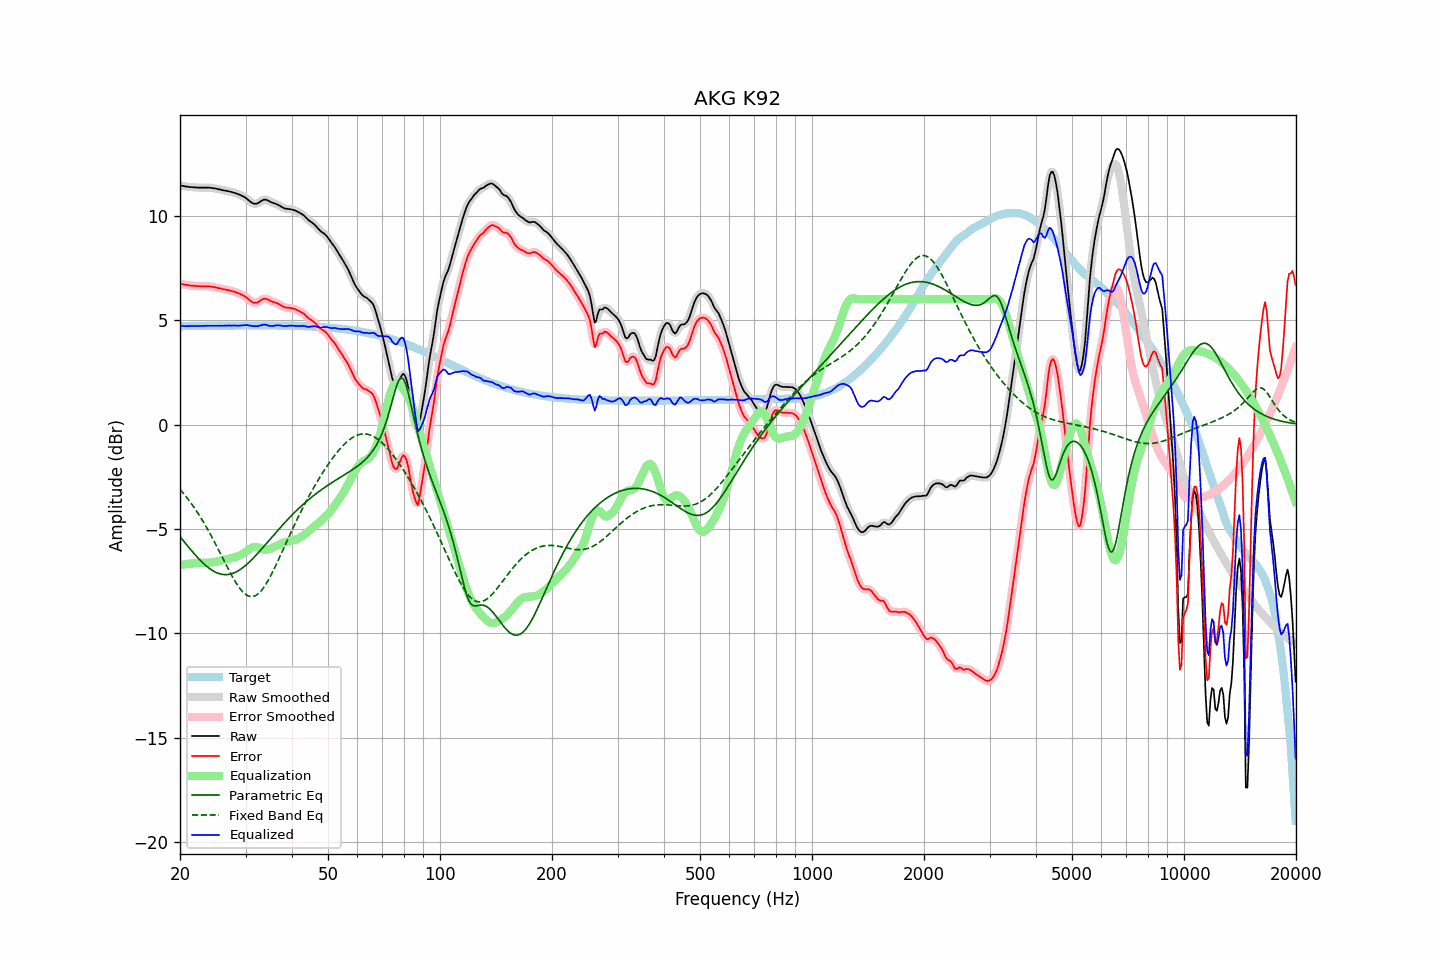 AKG K92
Amplitude (dBr)
10
5
0
−5
−10
−15
−20
Target
Raw Smoothed
Error Smoothed
Raw
Error
Equalization
Parametric Eq
Fixed Band Eq
Equalized
20 50 100 200 500 1000 2000 5000 10000 20000
Frequency (Hz)